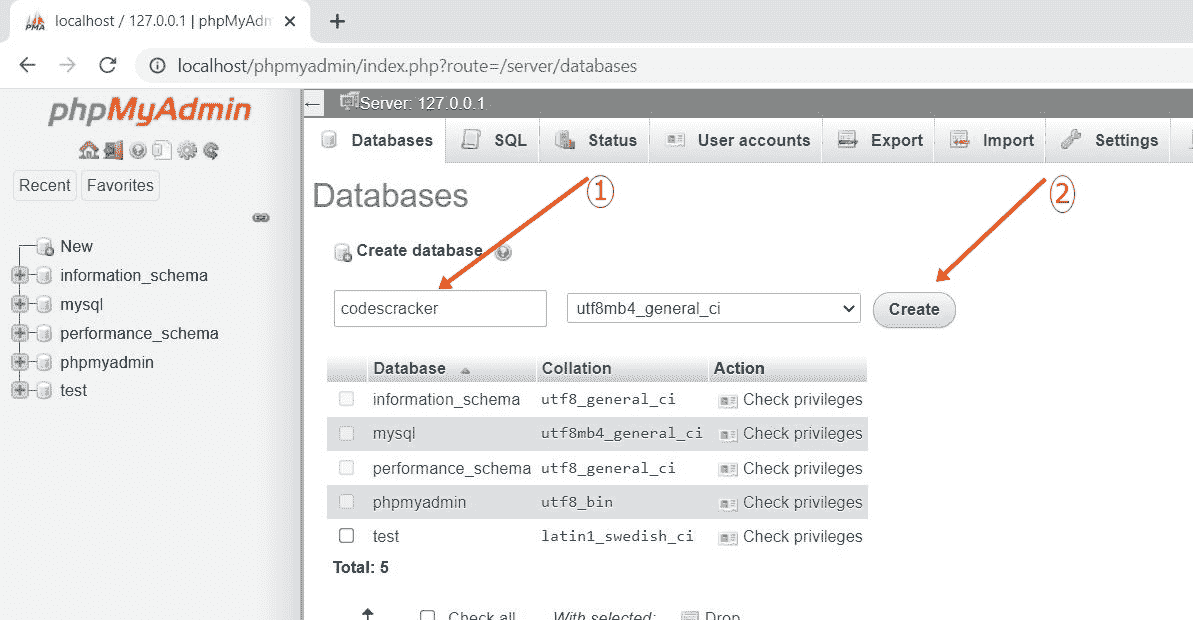 localhost / 127.0.0.1 | phpMyAdm
localhost/phpmyadmin/index.php?route=/server/databases
phpMyAdmin
Recent Favorites
New
information_schema
mysql
performance_schema
phpmyadmin
test
Server: 127.0.0.1
Databases SQL Status User accounts Export Import Settings
Databases
1
2
Create database
codescracker utf8mb4_general_ci Create
Database Collation Action
information_schema utf8_general_ci Check privileges
mysql utf8mb4_general_ci Check privileges
performance_schema utf8_general_ci Check privileges
phpmyadmin utf8_bin Check privileges
test latin1_swedish_ci Check privileges
Total: 5
Check all With selected: Drop